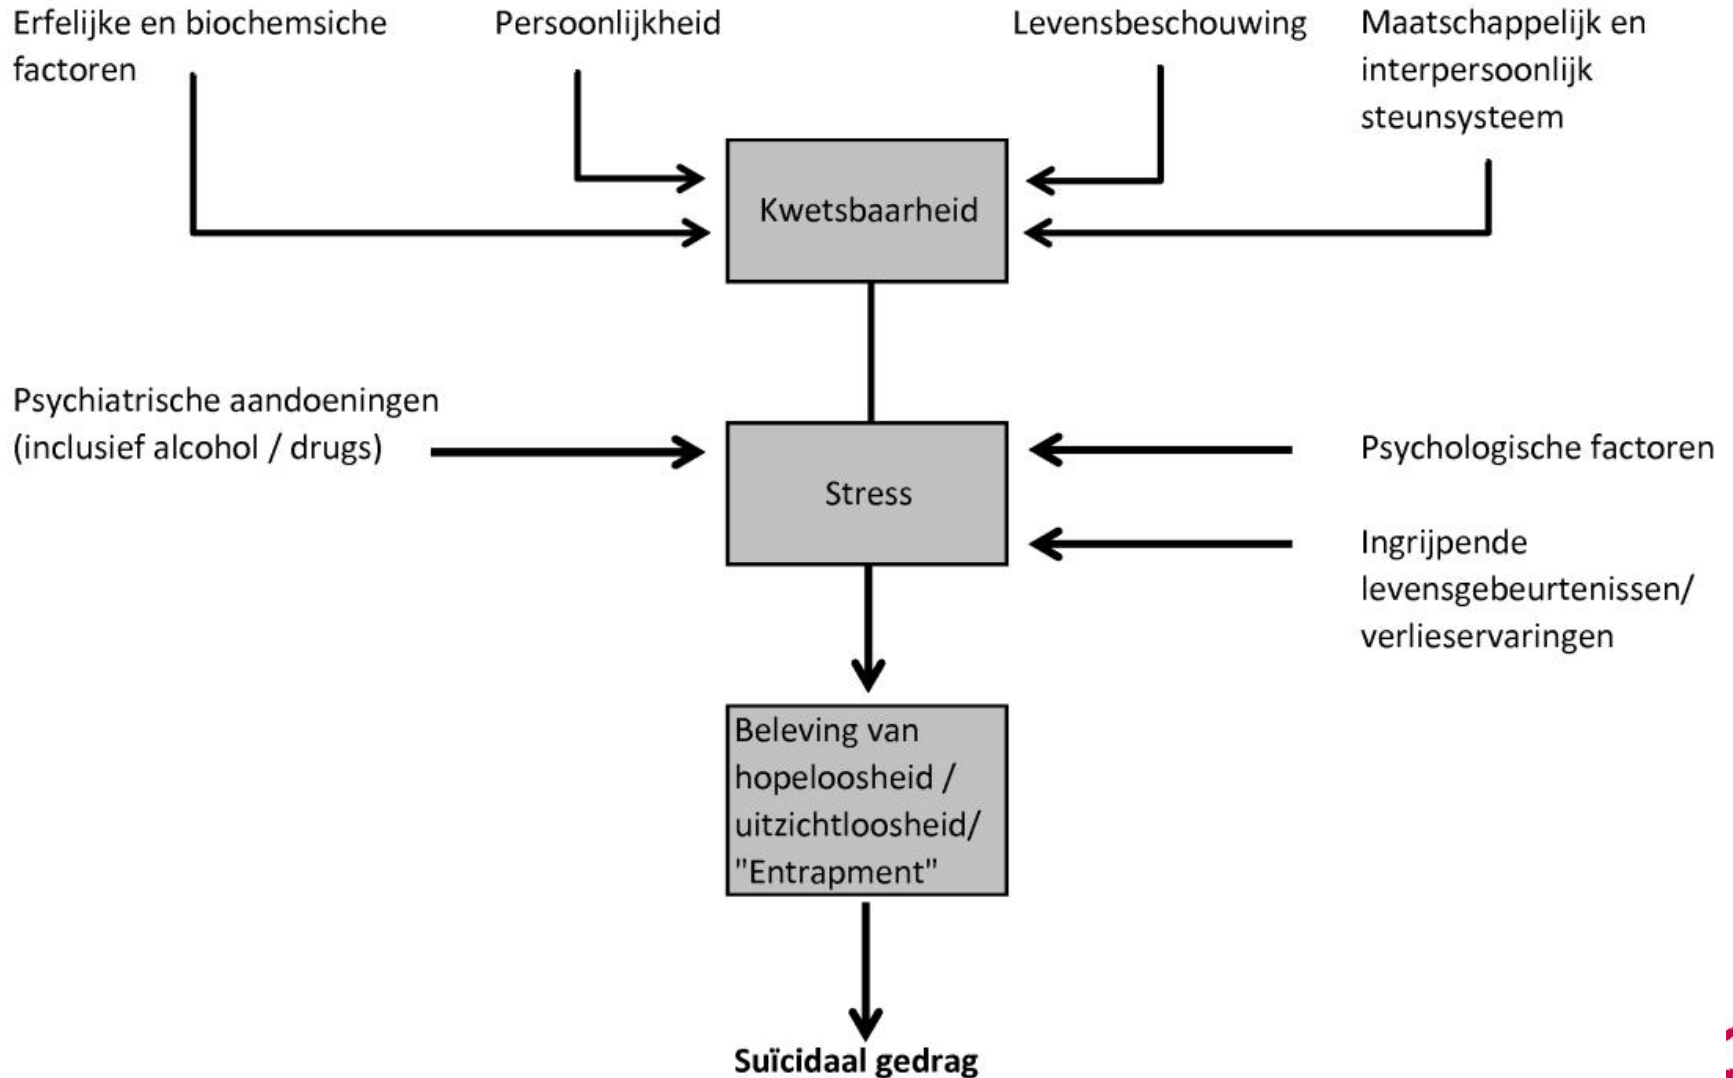 Erfelijke en biochemsiche
factoren
Persoonlijkheid
Levensbeschouwing
Maatschappelijk en
interpersoonlijk
steunsysteem
Kwetsbaarheid
Psychiatrische aandoeningen
(inclusief alcohol / drugs)
Stress
Psychologische factoren
Ingrijpende
levensgebeurtenissen/
verlieservaringen
Beleving van
hopeloosheid /
uitzichtloosheid/
"Entrapment"
Suïcidaal gedrag